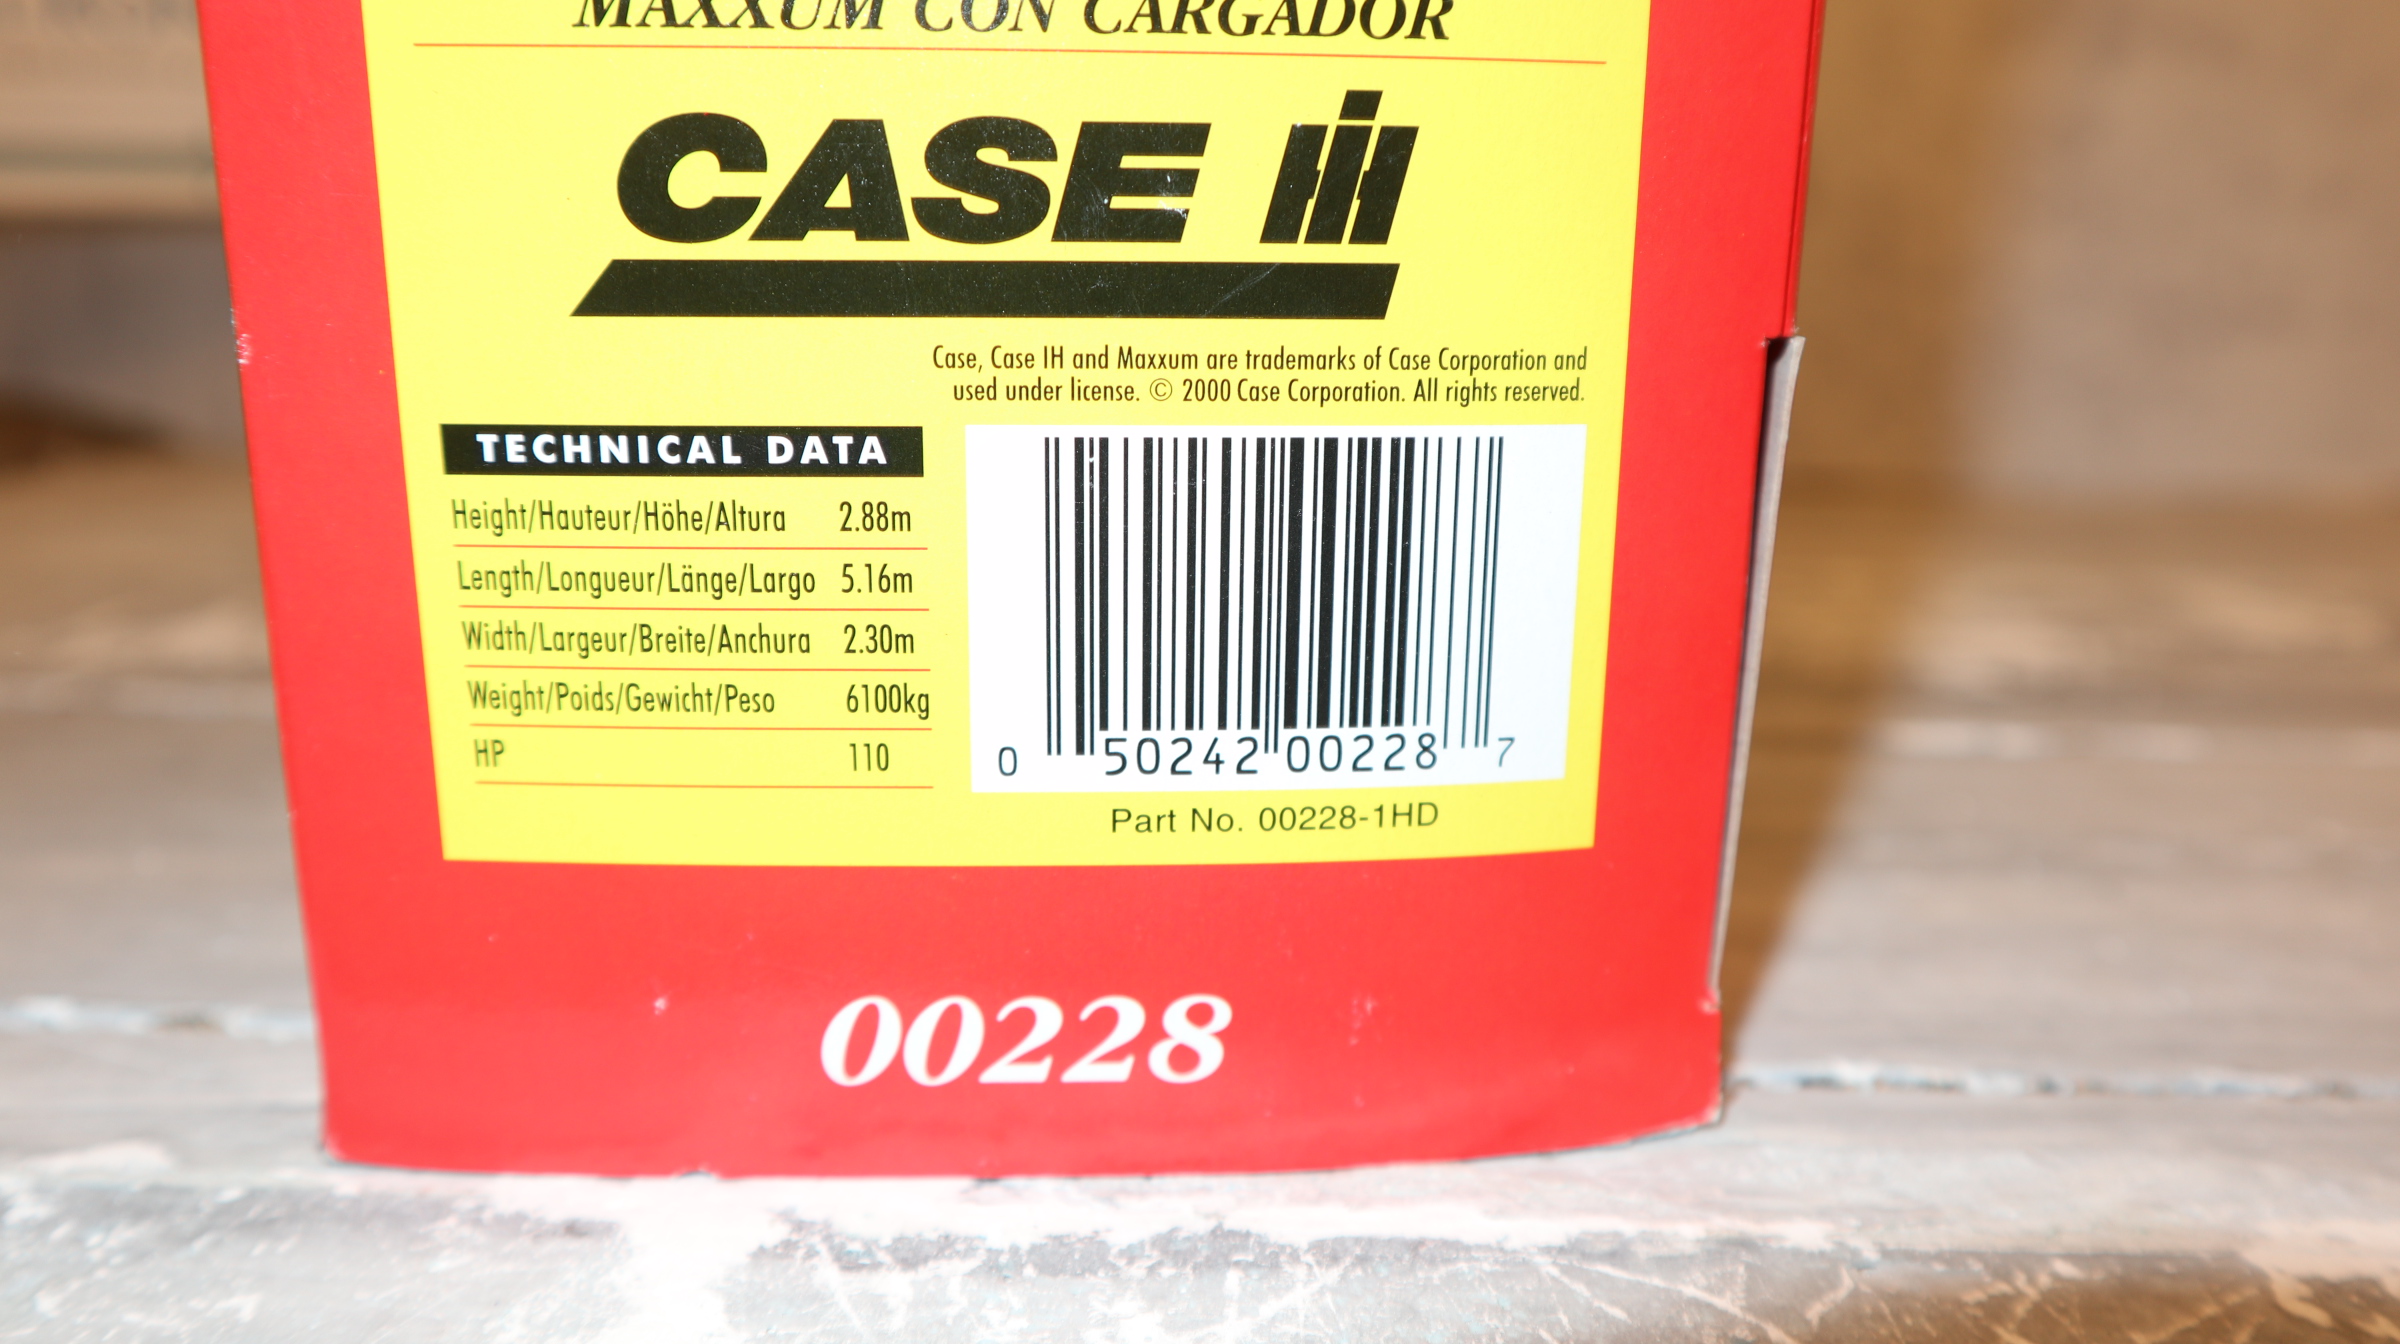 MAXXUM CON CARGADOR
CASE IH
Case, Case IH and Maxxum are trademarks of Case Corporation and
used under license. © 2000 Case Corporation. All rights reserved.
TECHNICAL DATA
Height/Hauteur/Höhe/Altura 2.88m
Length/Longueur/Länge/Largo 5.16m
Width/Largeur/Breite/Anchura 2.30m
Weight/Poids/Gewicht/Peso 6100kg
HP 110
0 50242 00228 7
Part No. 00228-1HD
00228